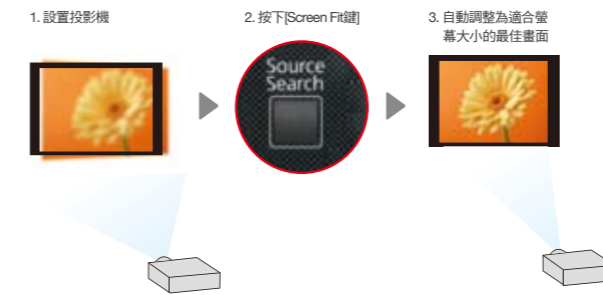 1. 設置投影機
2. 按下[Screen Fit鍵]
3. 自動調整為適合螢
幕大小的最佳畫面
Source
Search